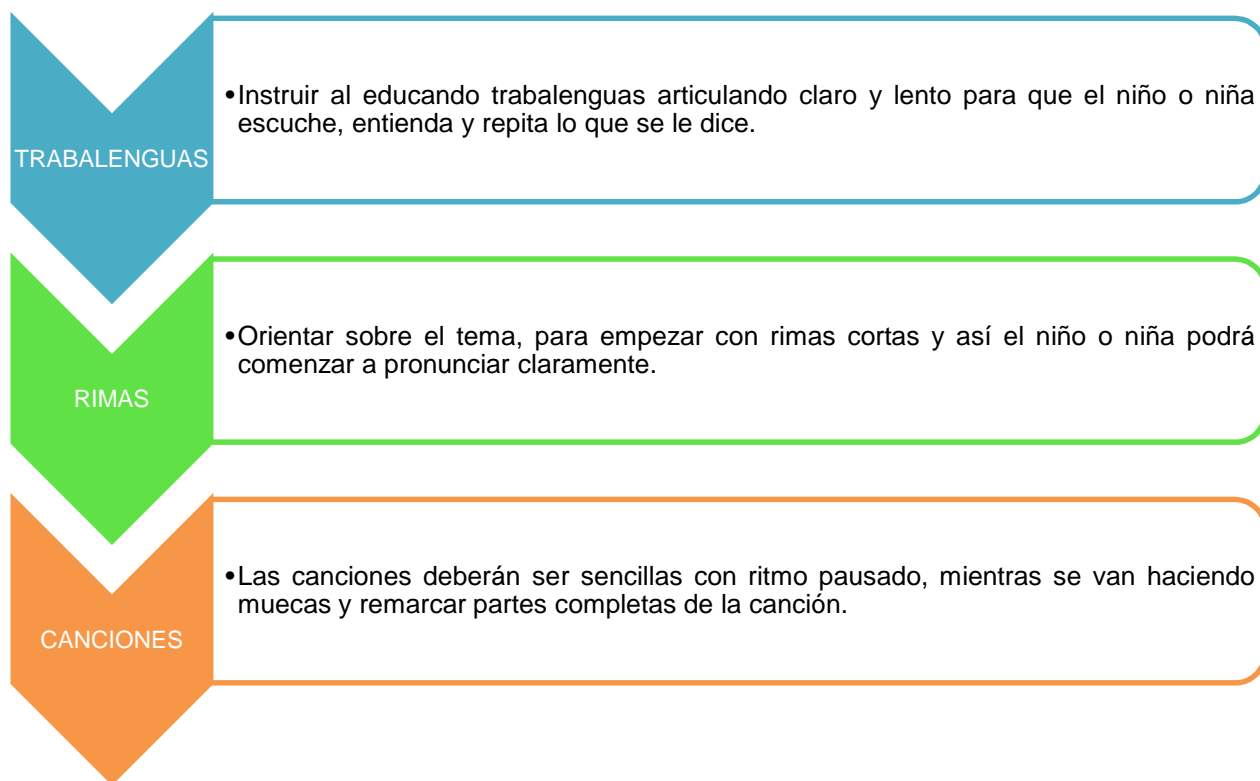 TRABALENGUAS
•Instruir al educando trabalenguas articulando claro y lento para que el niño o niña
escuche, entienda y repita lo que se le dice.
RIMAS
•Orientar sobre el tema, para empezar con rimas cortas y así el niño o niña podrá
comenzar a pronunciar claramente.
CANCIONES
•Las canciones deberán ser sencillas con ritmo pausado, mientras se van haciendo
muecas y remarcar partes completas de la canción.